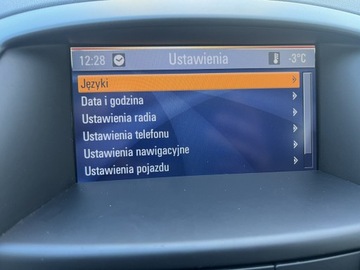 12:28 Ustawienia -3°C
Języki
Data i godzina
Ustawienia radia
Ustawienia telefonu
Ustawienia nawigacyjne
Ustawienia pojazdu